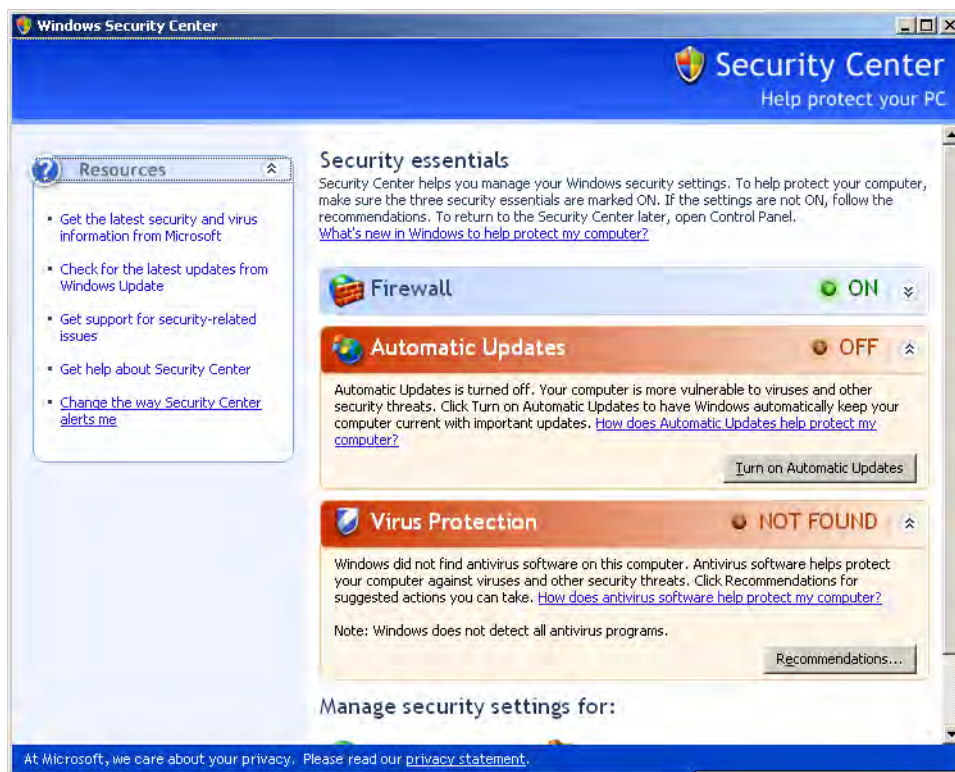 Windows Security Center
Security Center
Help protect your PC
Resources
Get the latest security and virus
information from Microsoft
Check for the latest updates from
Windows Update
Get support for security-related
issues
Get help about Security Center
Change the way Security Center
alerts me
Security essentials
Security Center helps you manage your Windows security settings. To help protect your computer,
make sure the three security essentials are marked ON. If the settings are not ON, follow the
recommendations. To return to the Security Center later, open Control Panel.
What's new in Windows to help protect my computer?
Firewall ON
Automatic Updates OFF
Automatic Updates is turned off. Your computer is more vulnerable to viruses and other
security threats. Click Turn on Automatic Updates to have Windows automatically keep your
computer current with important updates. How does Automatic Updates help protect my
computer?
Turn on Automatic Updates
Virus Protection NOT FOUND
Windows did not find antivirus software on this computer. Antivirus software helps protect
your computer against viruses and other security threats. Click Recommendations for
suggested actions you can take. How does antivirus software help protect my computer?
Note: Windows does not detect all antivirus programs.
Recommendations...
Manage security settings for:
At Microsoft, we care about your privacy. Please read our privacy statement.